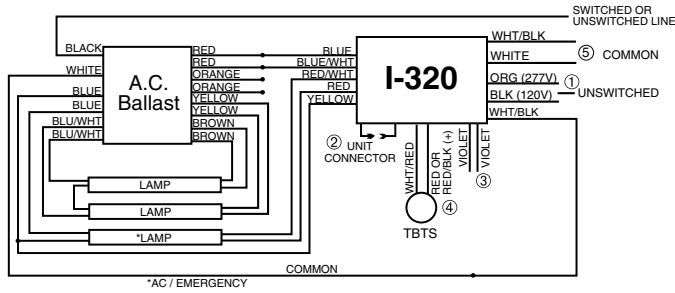 SWITCHED OR
UNSWITCHED LINE
BLACK
RED
BLUE
WHT/BLK
RED
BLUE/WHT
WHITE
⑤ COMMON
WHITE
ORANGE
RED/WHT
I-320
ORG (277V)
①
A.C.
Ballast
ORANGE
RED
BLK (120V)
UNSWITCHED
BLUE
YELLOW
YELLOW
WHT/BLK
BLUE
YELLOW
BLU/WHT
BROWN
BLU/WHT
BROWN
② UNIT
CONNECTOR
WHT/RED
RED OR
RED/BLK (+)
VIOLET
VIOLET
③
④
TBTS
LAMP
LAMP
*LAMP
COMMON
*AC / EMERGENCY